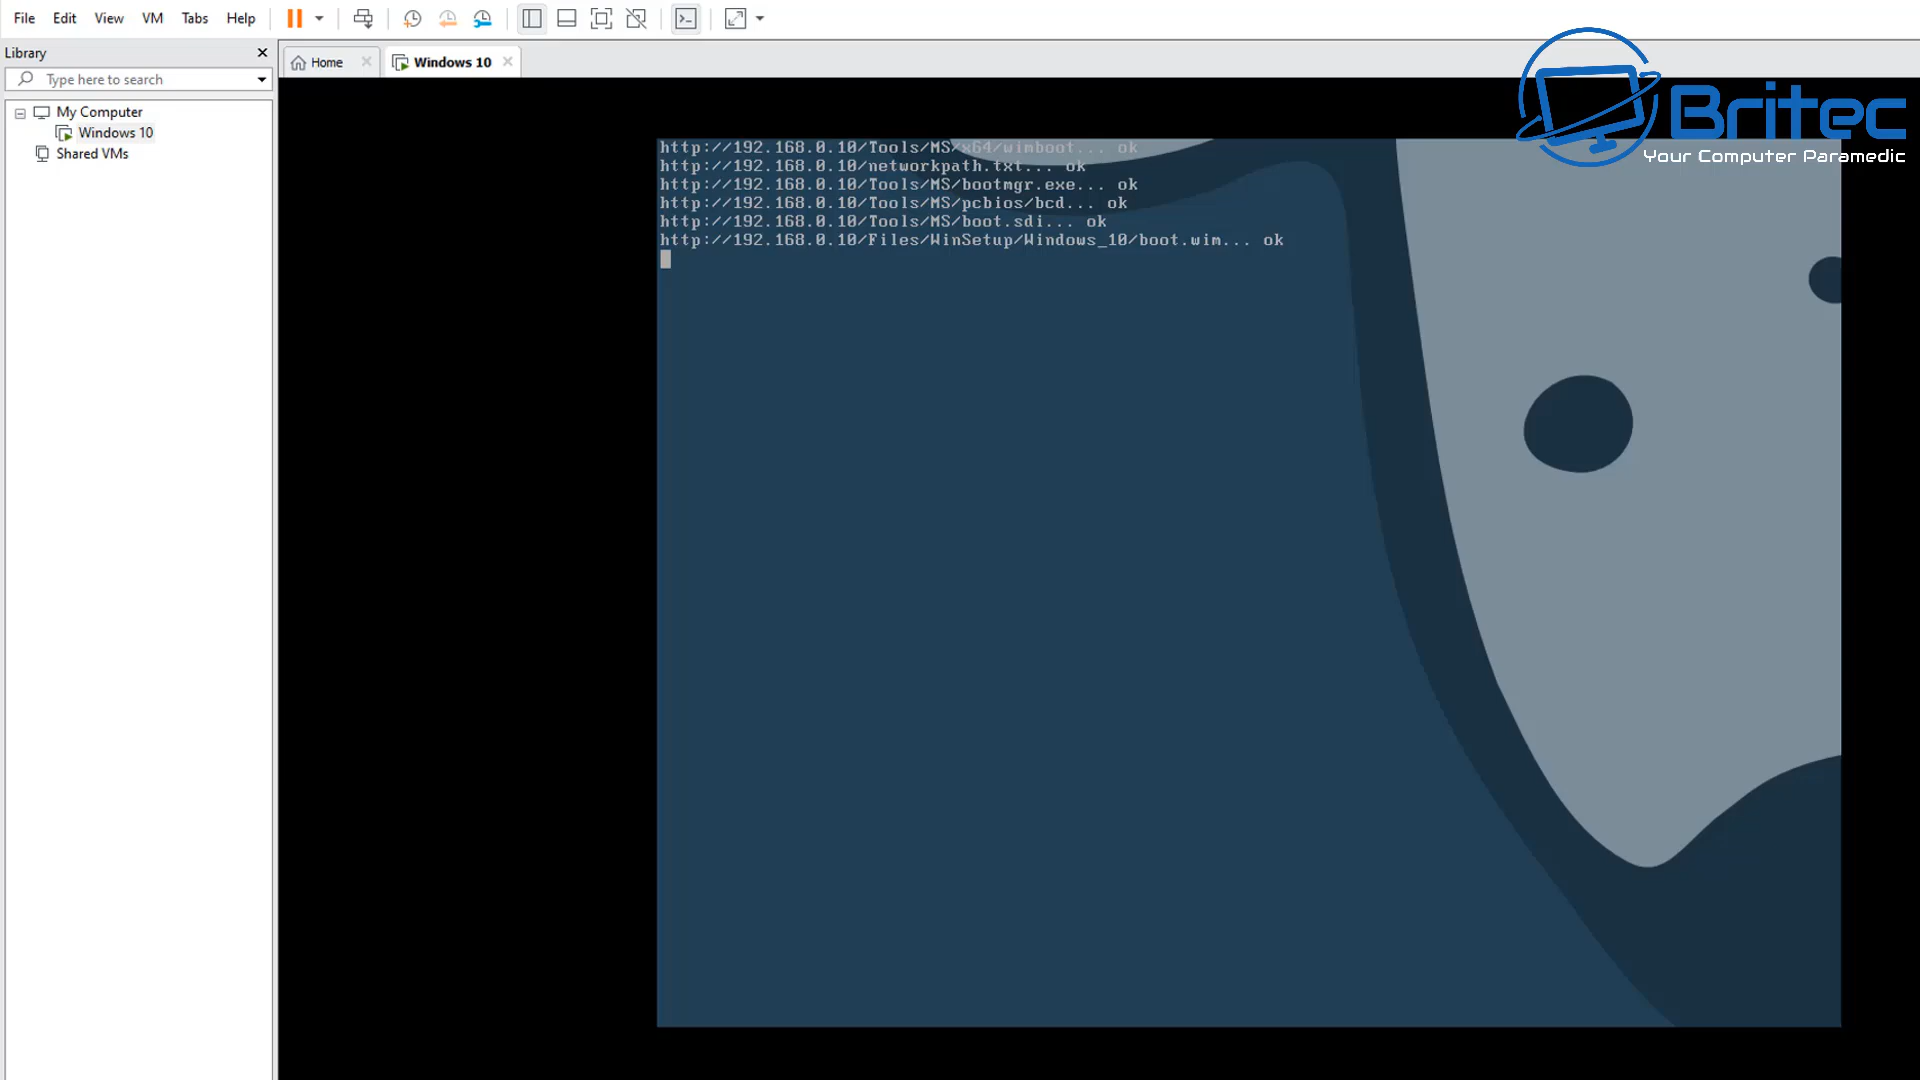 File Edit View VM Tabs Help
Library
Type here to search
My Computer
Windows 10
Shared VMs
Home
Windows 10
Britec
Your Computer Paramedic
http://192.168.0.10/Tools/MS/x64/wimboot... ok
http://192.168.0.10/networkpath.txt... ok
http://192.168.0.10/Tools/MS/bootmgr.exe... ok
http://192.168.0.10/Tools/MS/pcbios/bcd... ok
http://192.168.0.10/Tools/MS/boot.sdi... ok
http://192.168.0.10/Files/WinSetup/Windows_10/boot.wim... ok